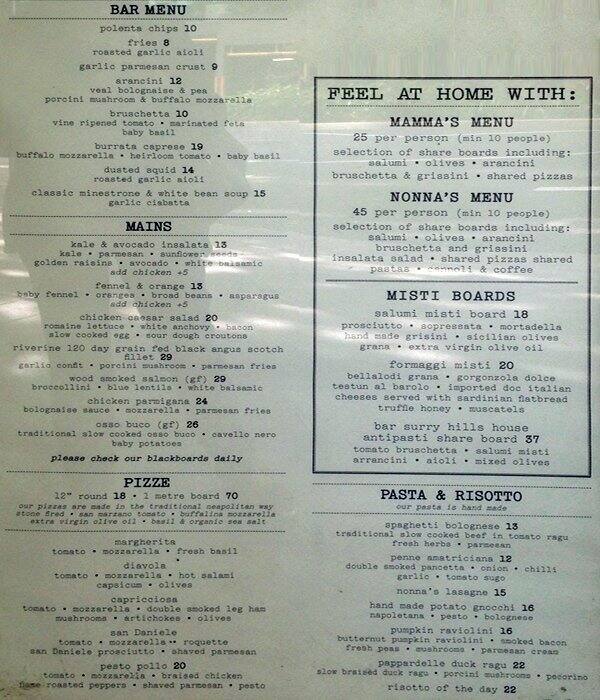 BAR MENU
polenta chips 10
fries 8
roasted garlic aioli
garlic parmesan crust 9
arancini 12
veal bolognaise & pea
porcini mushroom & buffalo mozzarella
bruschetta 10
vine ripened tomato • marinated feta
baby basil
burrata caprese 19
buffalo mozzarella • heirloom tomato • baby basil
dusted squid 14
roasted garlic aioli
classic minestrone & white bean soup 15
garlic ciabatta
MAINS
kale & avocado insalata 13
kale • parmesan • sunflower seeds
golden raisins • avocado • white balsamic
add chicken +5
fennel & orange 13
baby fennel • oranges • broad beans • asparagus
add chicken +5
chicken caesar salad 20
romaine lettuce • white anchovy • bacon
slow cooked egg • sour dough croutons
riverine 120 day grain fed black angus scotch
fillet 29
garlic confit • porcini mushroom • parmesan fries
wood smoked salmon (gf) 29
broccollini • blue lentils • white balsamic
chicken parmigana 24
bolognaise sauce • mozzarella • parmesan fries
osso buco (gf) 26
traditional slow cooked osso buco • cavello nero
baby potatoes
please check our blackboards daily
PIZZE
12" round 18 • 1 metre board 70
our pizzas are made in the traditional neapolitan way
stone fired • san marzano tomato • buffalina mozzarella
extra virgin olive oil • basil & organic sea salt
margherita
tomato • mozzarella • fresh basil
diavola
tomato • mozzarella • hot salami
capsicum • olives
capricciosa
tomato • mozzarella • double smoked leg ham
mushrooms • artichokes • olives
san Daniele
tomato • mozzarella • roquette
san Daniele prosciutto • shaved parmesan
pesto pollo 20
tomato • mozzarella • braised chicken
flame roasted peppers • shaved parmesan • pesto
FEEL AT HOME WITH:
MAMMA'S MENU
25 per person (min 10 people)
selection of share boards including:
salumi • olives • arancini
bruschetta & grissini • shared pizzas
NONNA'S MENU
45 per person (min 10 people)
selection of share boards including:
salumi • olives • arancini
bruschetta and grissini
insalata salad • shared pizzas shared
pastas • cannoli & coffee
MISTI BOARDS
salumi misti board 18
prosciutto • sopressata • mortadella
hand made grisini • sicilian olives
grana • extra virgin olive oil
formaggi misti 20
bellalodi grana • gorgonzola dolce
testun al barolo • imported doc italian
cheeses served with sardinian flatbread
truffle honey • muscatels
bar surry hills house
antipasti share board 37
tomato bruschetta • salumi misti
arrancini • aioli • mixed olives
PASTA & RISOTTO
our pasta is hand made
spaghetti bolognese 13
traditional slow cooked beef in tomato ragu
fresh herbs • parmesan
penne amatriciana 12
double smoked pancetta • onion • chilli
garlic • tomato sugo
nonna's lasagne 15
hand made potato gnocchi 16
napoletana • pesto • bolognese
pumpkin raviolini 16
butternut pumpkin raviolini • smoked bacon
fresh peas • mushrooms • parmesan cream
pappardelle duck ragu 22
slow braised duck ragu • porcini mushrooms • pecorino
risotto of the day 22